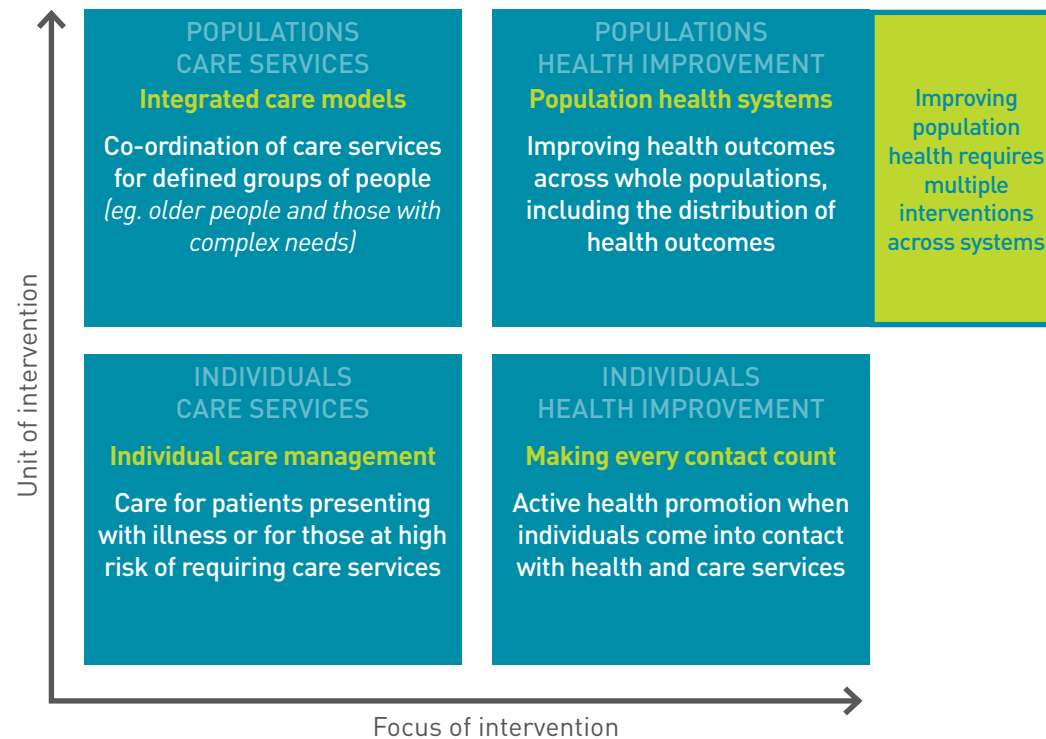 POPULATIONS
CARE SERVICES
Integrated care models
Co-ordination of care services
for defined groups of people
(eg. older people and those with
complex needs)
POPULATIONS
HEALTH IMPROVEMENT
Population health systems
Improving health outcomes
across whole populations,
including the distribution of
health outcomes
Improving
population
health requires
multiple
interventions
across systems
INDIVIDUALS
CARE SERVICES
Individual care management
Care for patients presenting
with illness or for those at high
risk of requiring care services
INDIVIDUALS
HEALTH IMPROVEMENT
Making every contact count
Active health promotion when
individuals come into contact
with health and care services
Unit of intervention
Focus of intervention